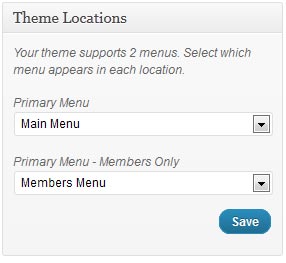 Theme Locations
Your theme supports 2 menus. Select which
menu appears in each location.
Primary Menu
Main Menu
Primary Menu - Members Only
Members Menu
Save